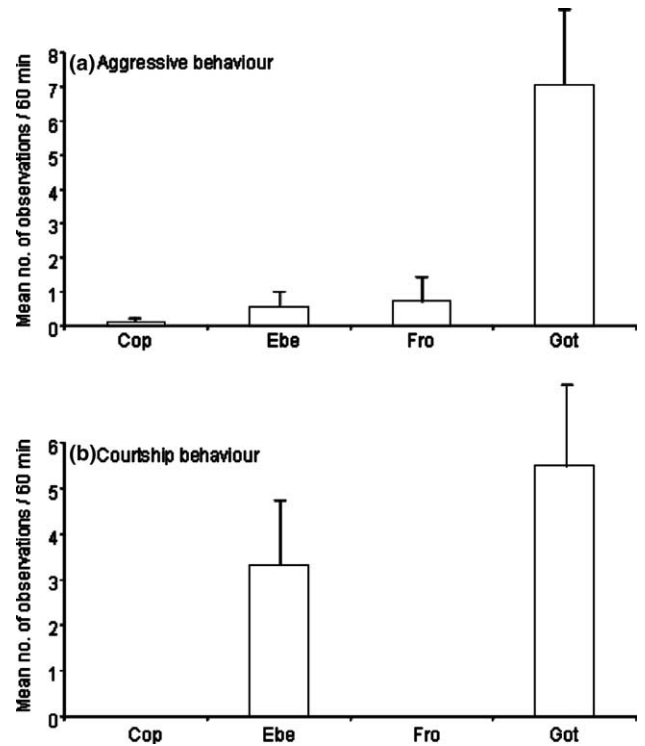 (a) Aggressive behaviour
Mean no. of observations / 60 min
8
7
6
5
4
3
2
1
0
Cop Ebe Fro Got
(b) Courtship behaviour
Mean no. of observations / 60 min
6
5
4
3
2
1
0
Cop Ebe Fro Got